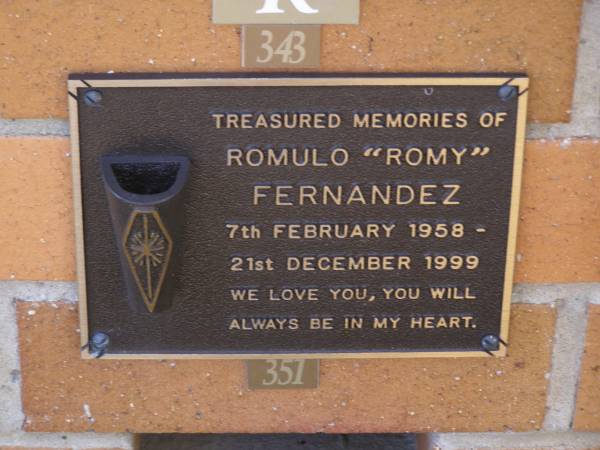 R
343
TREASURED MEMORIES OF
ROMULO "ROMY"
FERNANDEZ
7th FEBRUARY 1958 -
21st DECEMBER 1999
WE LOVE YOU, YOU WILL
ALWAYS BE IN MY HEART.
351